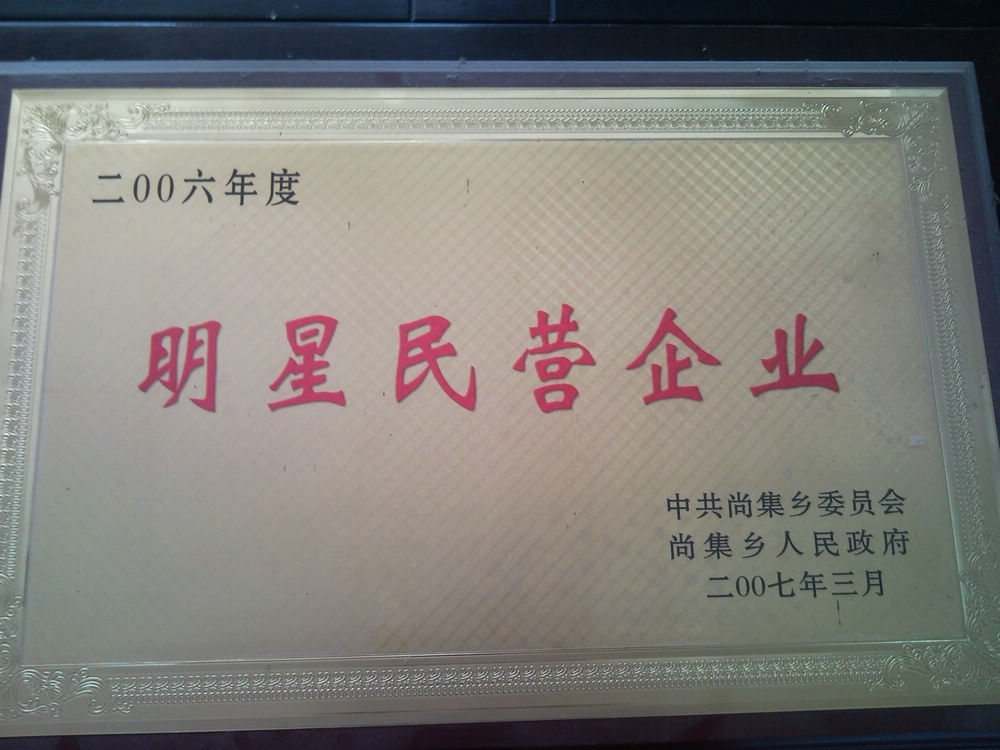 二00六年度
明星民营企业
中共尚集乡委员会
尚集乡人民政府
二00七年三月